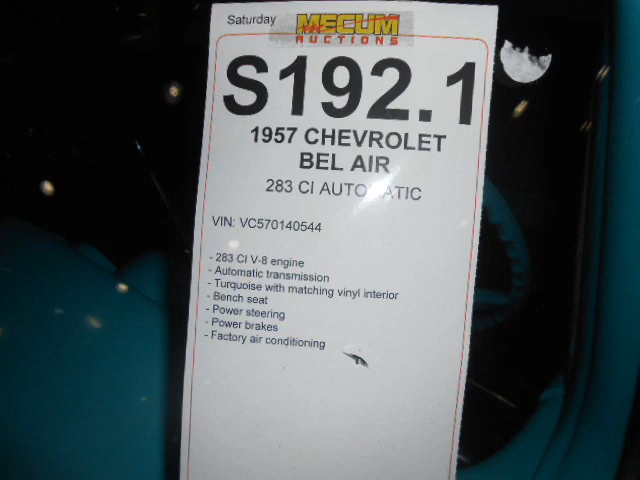 Saturday
MECUM
AUCTIONS
S192.1
1957 CHEVROLET
BEL AIR
283 CI AUTOMATIC
VIN: VC570140544
- 283 CI V-8 engine
- Automatic transmission
- Turquoise with matching vinyl interior
- Bench seat
- Power steering
- Power brakes
- Factory air conditioning